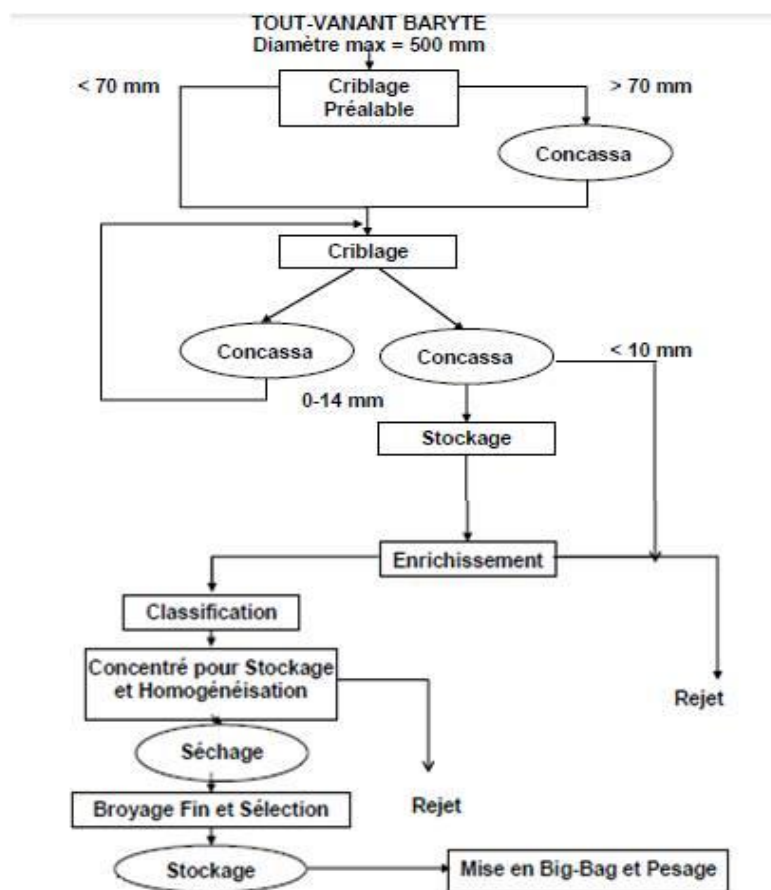 TOUT-VANANT BARYTE
Diamètre max = 500 mm
< 70 mm
Criblage
Préalable
> 70 mm
Concassa
Criblage
Concassa
Concassa
< 10 mm
0-14 mm
Stockage
Enrichissement
Classification
Concentré pour Stockage
et Homogénéisation
Rejet
Séchage
Broyage Fin et Sélection
Rejet
Stockage
Mise en Big-Bag et Pesage